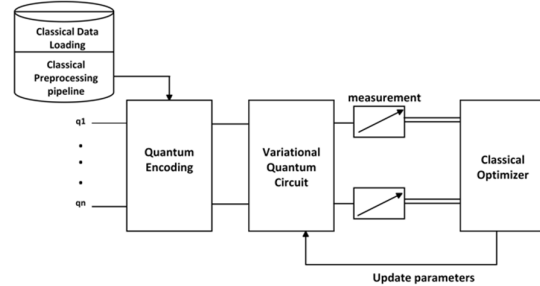 Classical Data
Loading
Classical
Preprocessing
pipeline
measurement
q1
Quantum
Encoding
Variational
Quantum
Circuit
Classical
Optimizer
qn
Update parameters